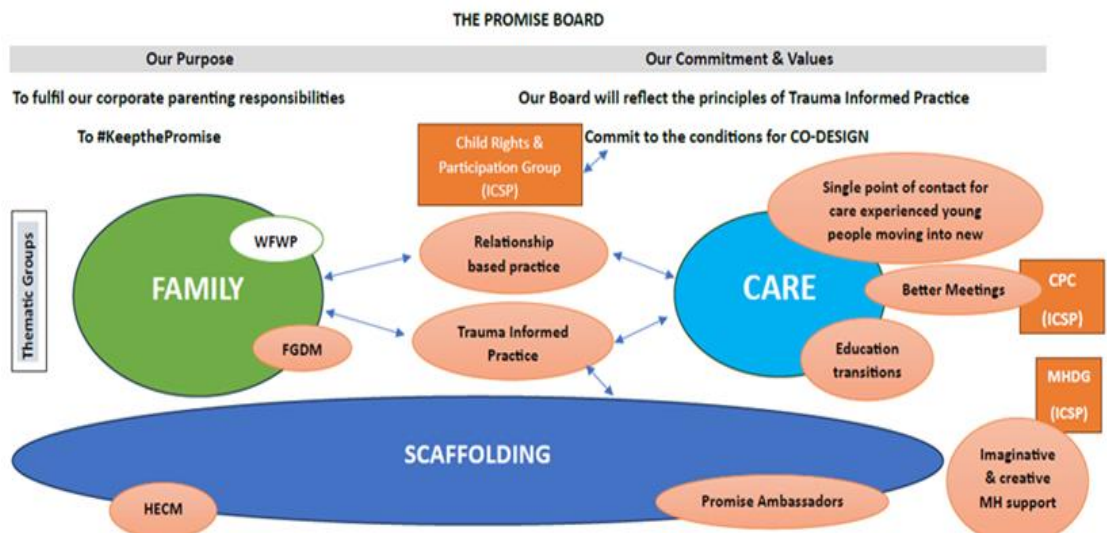 THE PROMISE BOARD
Our Purpose
Our Commitment & Values
To fulfil our corporate parenting responsibilities
Our Board will reflect the principles of Trauma Informed Practice
To #KeepthePromise
Commit to the conditions for CO-DESIGN
Child Rights &
Participation Group
(ICSP)
Single point of contact for
care experienced young
people moving into new
Thematic Groups
WFWP
FAMILY
FGDM
Relationship
based practice
Trauma Informed
Practice
CARE
Better Meetings
CPC
(ICSP)
Education
transitions
MHDG
(ICSP)
SCAFFOLDING
HECM
Promise Ambassadors
Imaginative
& creative
MH support